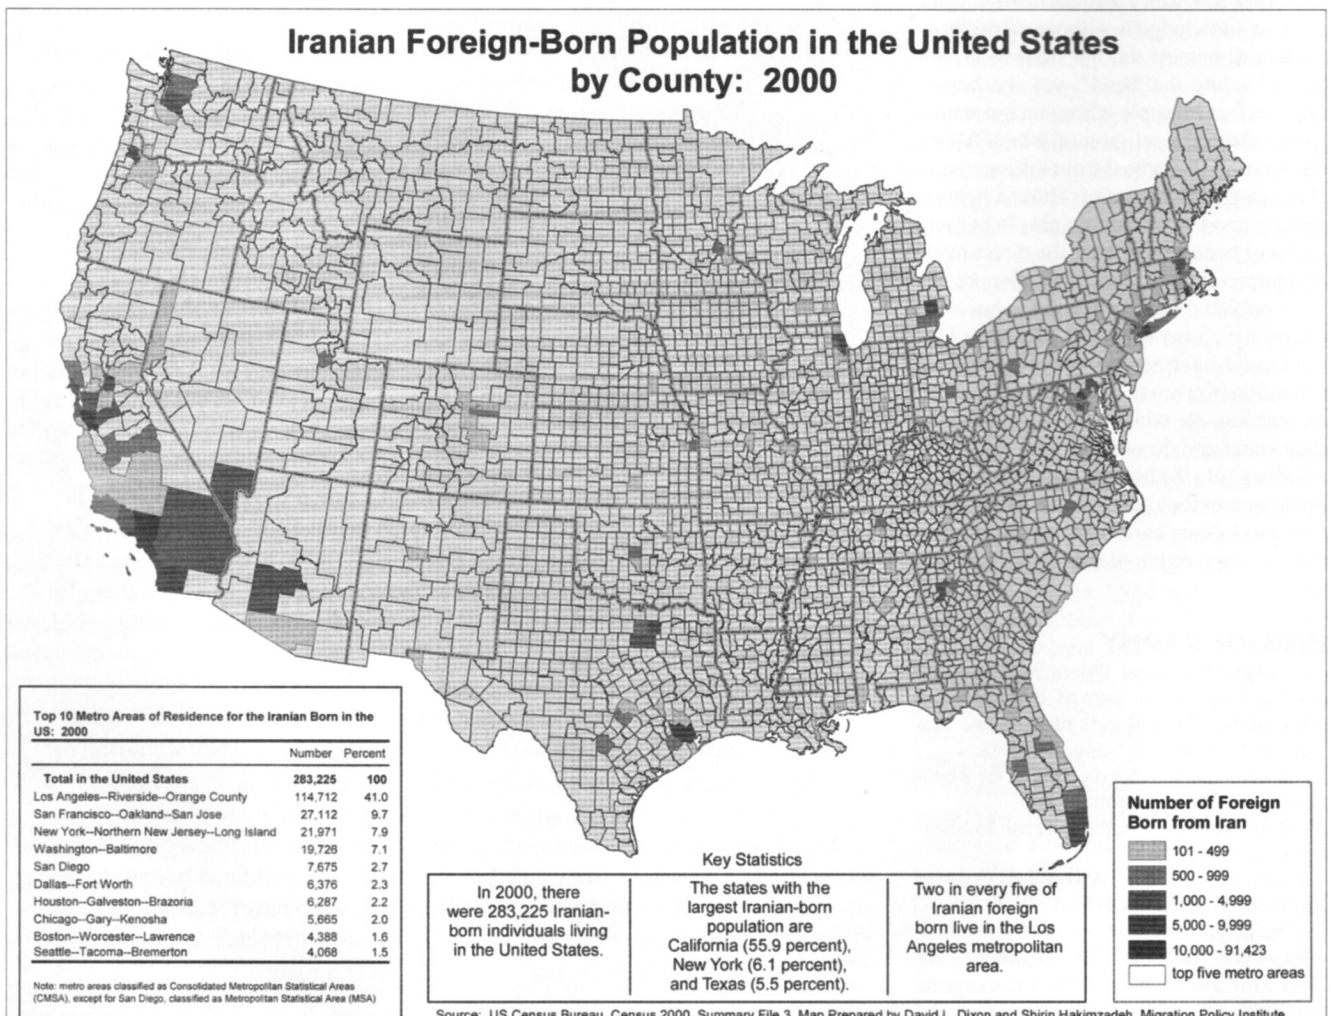 Iranian Foreign-Born Population in the United States
by County: 2000
Top 10 Metro Areas of Residence for the Iranian Born in the
US: 2000
Number Percent
Total in the United States 283,225 100
Los Angeles--Riverside--Orange County 114,712 41.0
San Francisco--Oakland--San Jose 27,112 9.7
New York--Northern New Jersey--Long Island 21,971 7.9
Washington--Baltimore 19,726 7.1
San Diego 7,675 2.7
Dallas--Fort Worth 6,376 2.3
Houston--Galveston--Brazoria 6,287 2.2
Chicago--Gary--Kenosha 5,665 2.0
Boston--Worcester--Lawrence 4,388 1.6
Seattle--Tacoma--Bremerton 4,068 1.5
Note: metro areas classified as Consolidated Metropolitan Statistical Areas
(CMSA), except for San Diego, classified as Metropolitan Statistical Area (MSA)
Key Statistics
In 2000, there
were 283,225 Iranian-
born individuals living
in the United States.
The states with the
largest Iranian-born
population are
California (55.9 percent),
New York (6.1 percent),
and Texas (5.5 percent).
Two in every five of
Iranian foreign
born live in the Los
Angeles metropolitan
area.
Number of Foreign
Born from Iran
101 - 499
500 - 999
1,000 - 4,999
5,000 - 9,999
10,000 - 91,423
top five metro areas
Source: US Census Bureau, Census 2000, Summary File 3. Map Prepared by David L. Dixon and Shirin Hakimzadeh, Migration Policy Institute